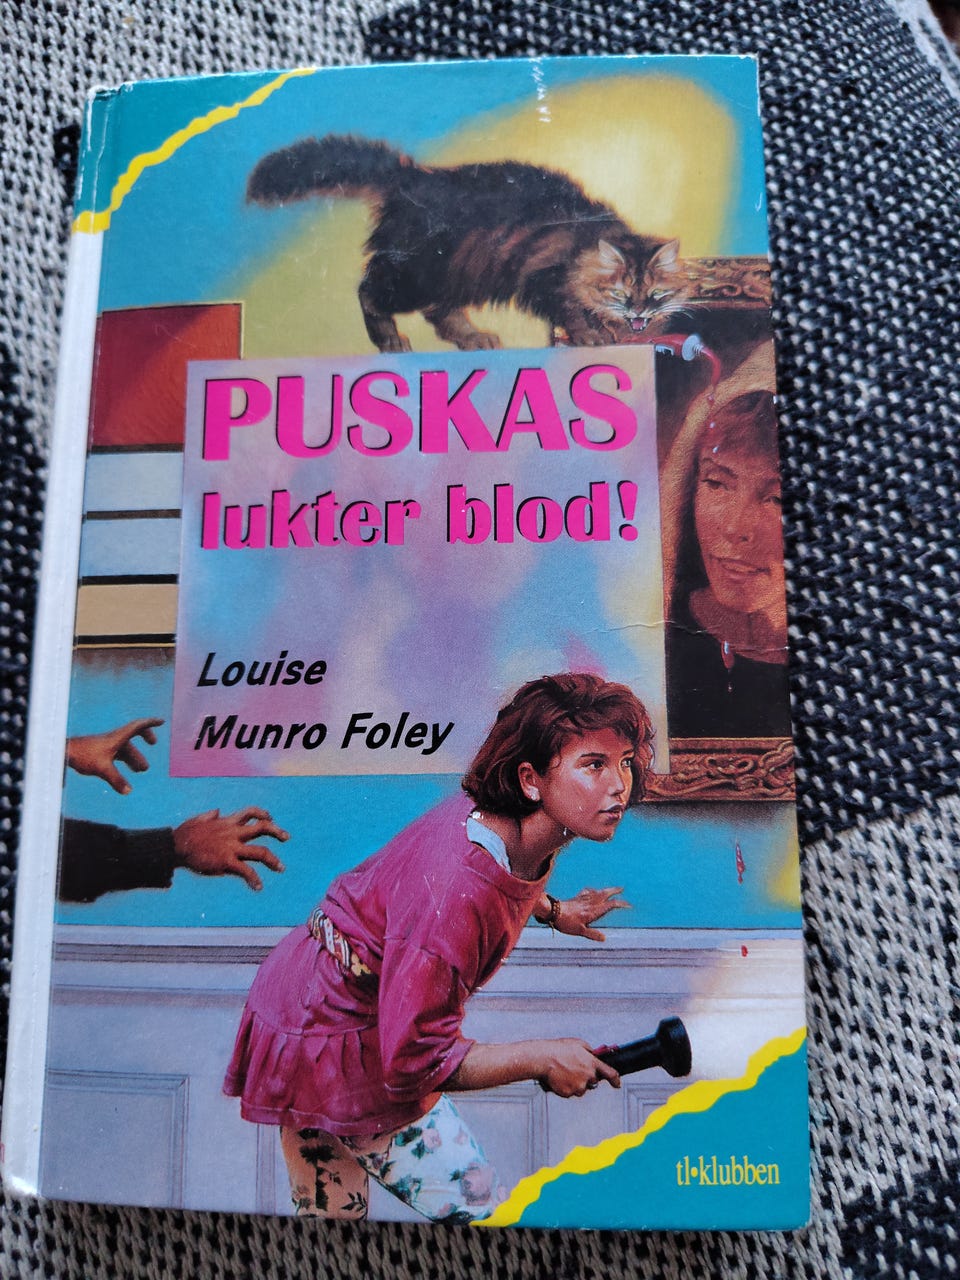 PUSKAS
lukter blod!
Louise
Munro Foley
tl•klubben